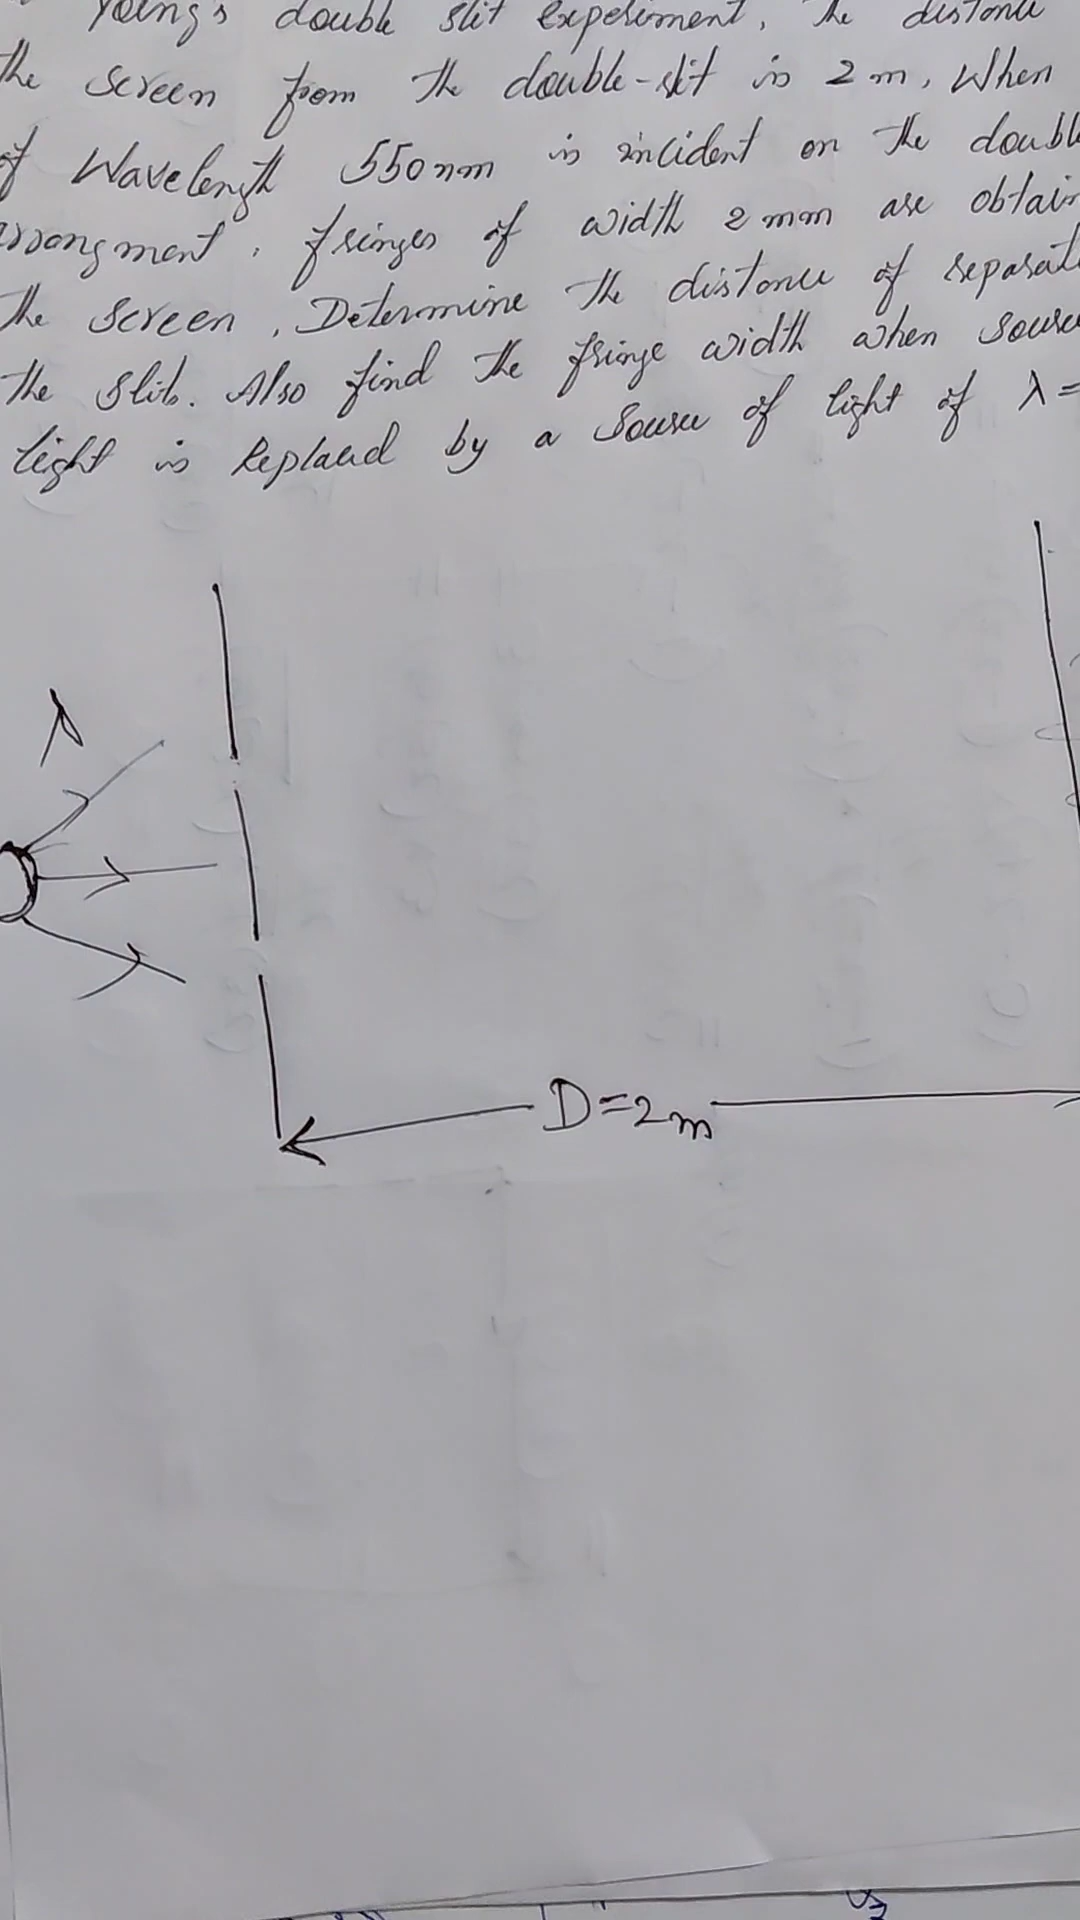 Young's double slit experiment, the distance
the screen from the double-slit is 2 m, When
of Wavelength 550 nm is incident on the double
arrongment, fringes of width 2 mm are obtain
the screen, Determine the distance of separati
the slits. Also find the fringe width when source
light is Replaced by a Source of light of λ =
λ
D=2m